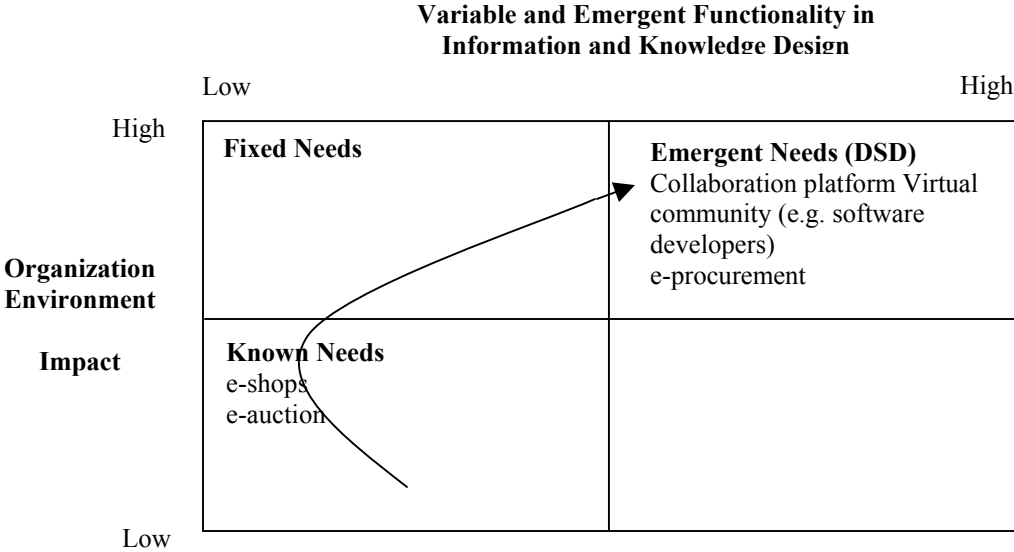 Variable and Emergent Functionality in
Information and Knowledge Design
Low
High
High
Fixed Needs
Emergent Needs (DSD)
Collaboration platform Virtual
community (e.g. software
developers)
e-procurement
Organization
Environment
Impact
Known Needs
e-shops
e-auction
Low